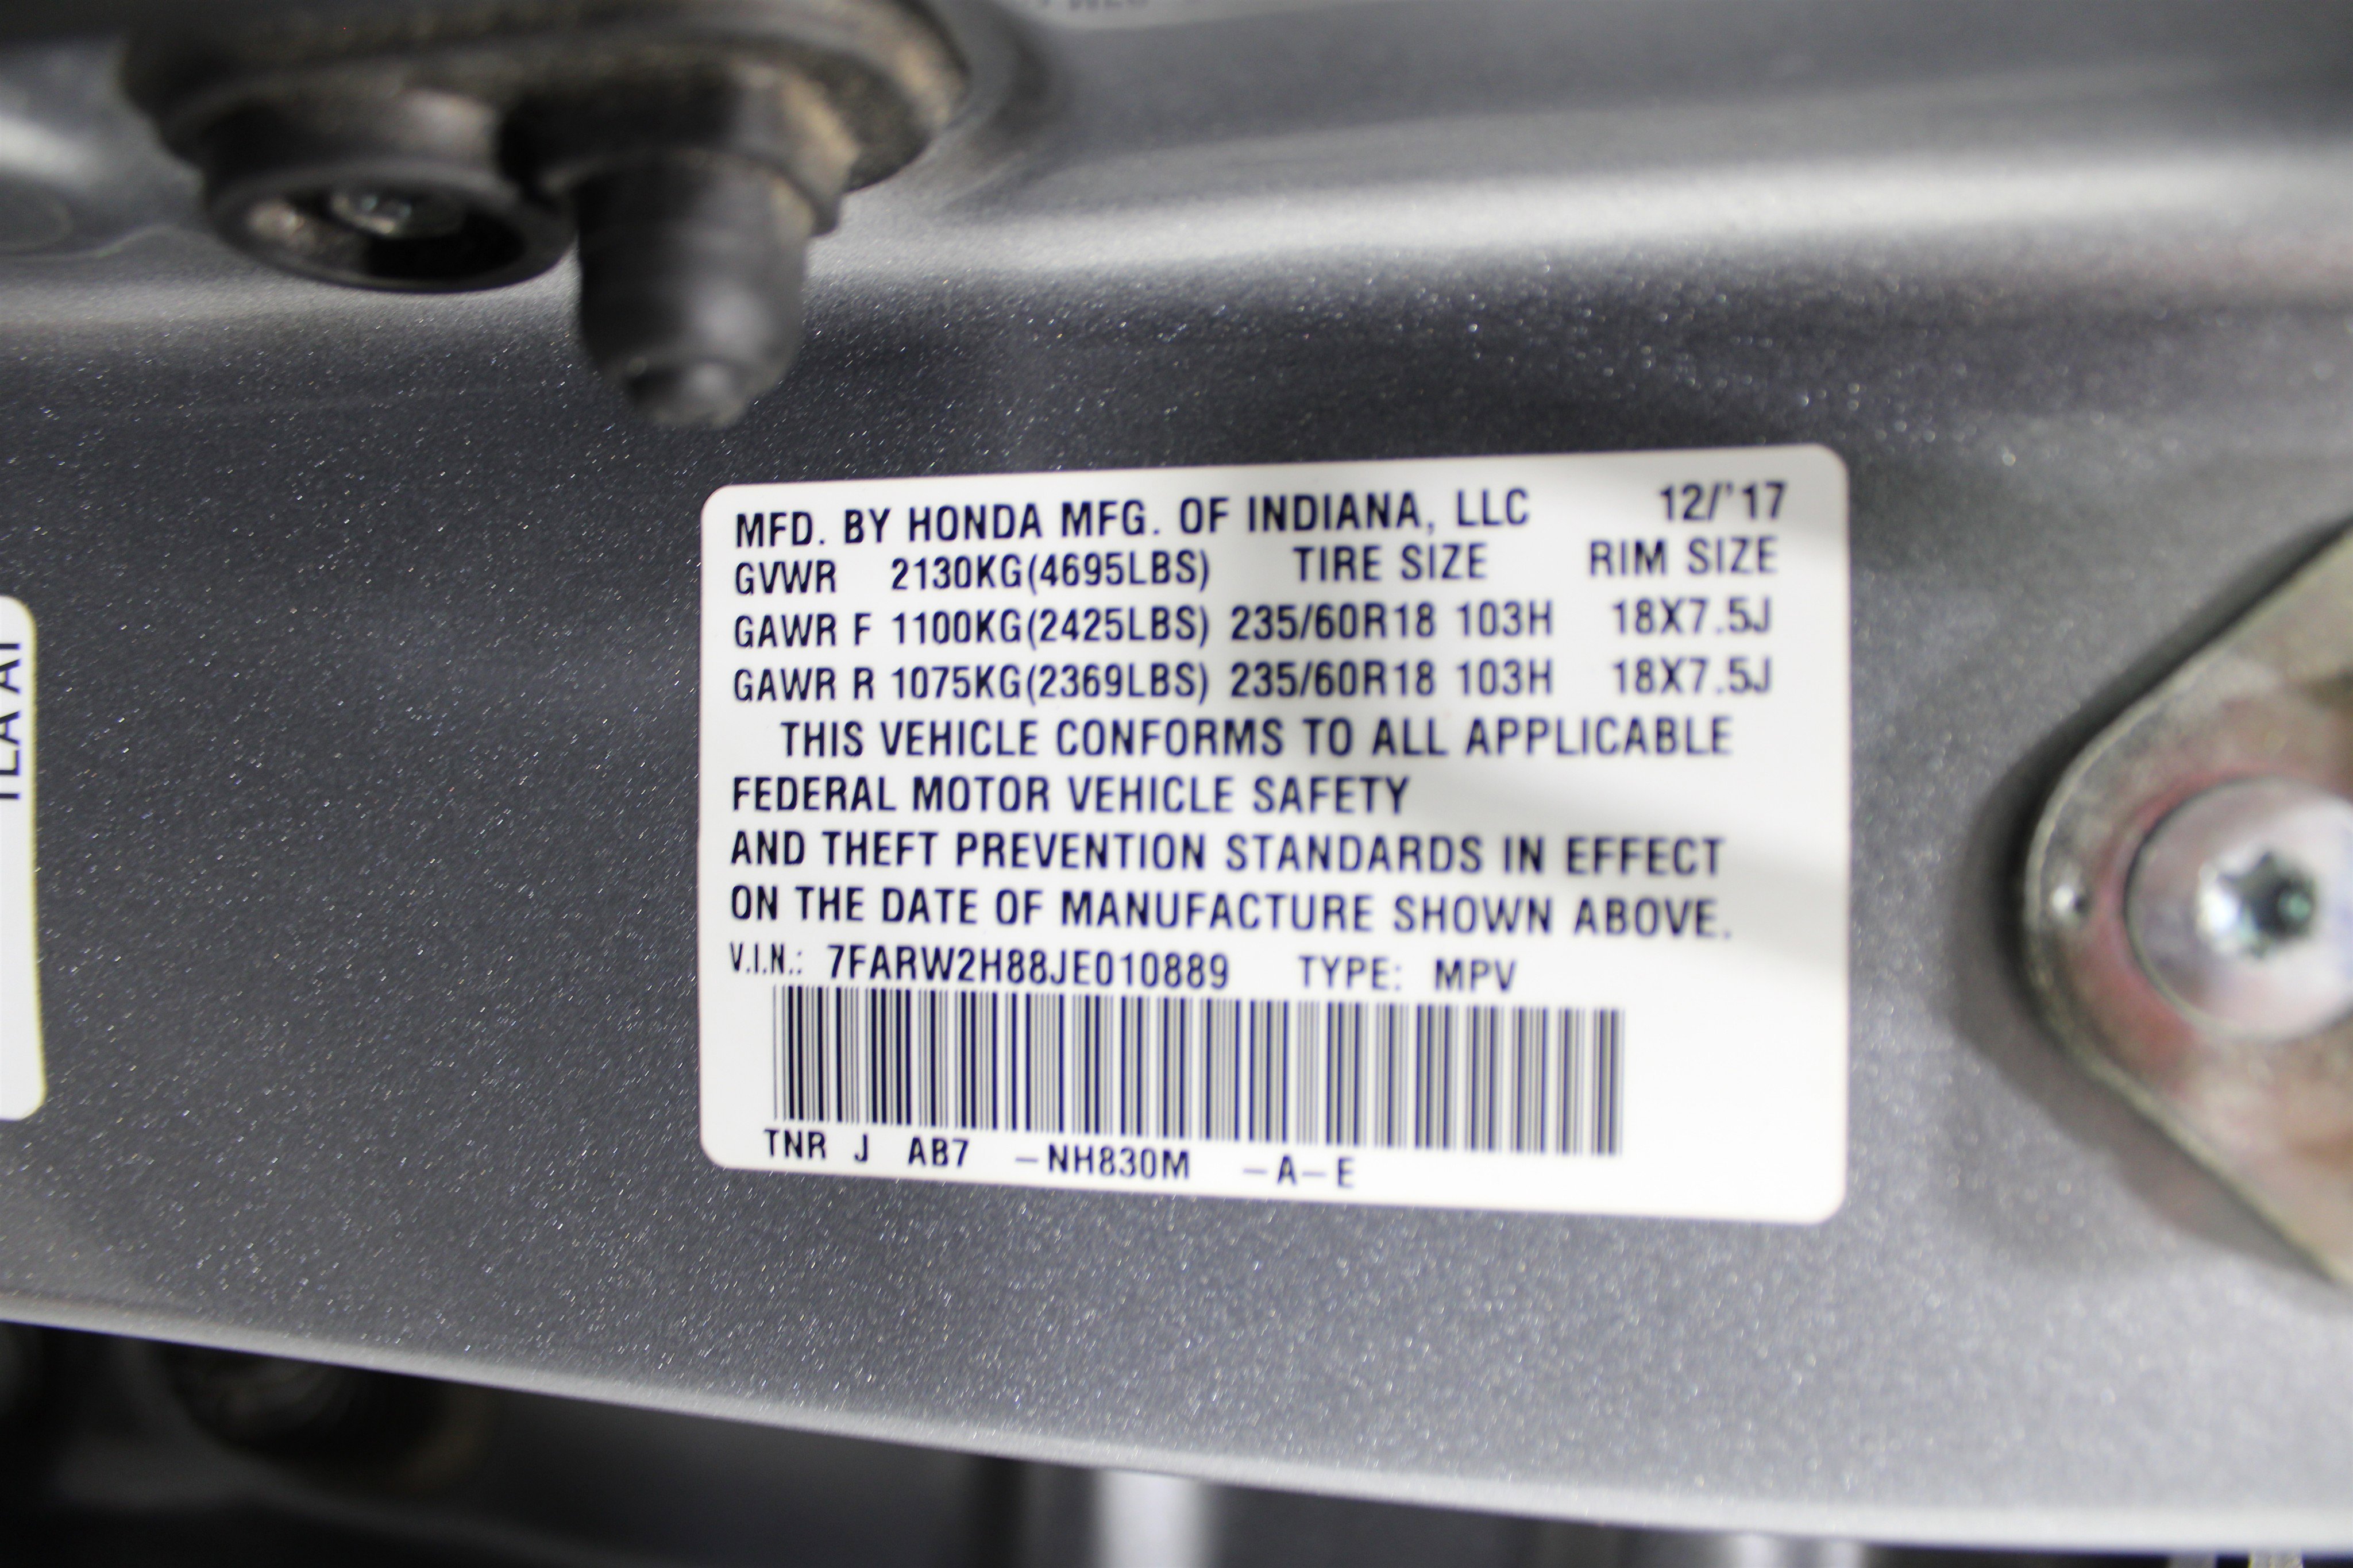 MFD. BY HONDA MFG. OF INDIANA, LLC 12/'17
GVWR 2130KG(4695LBS) TIRE SIZE RIM SIZE
GAWR F 1100KG(2425LBS) 235/60R18 103H 18X7.5J
GAWR R 1075KG(2369LBS) 235/60R18 103H 18X7.5J
THIS VEHICLE CONFORMS TO ALL APPLICABLE
FEDERAL MOTOR VEHICLE SAFETY
AND THEFT PREVENTION STANDARDS IN EFFECT
ON THE DATE OF MANUFACTURE SHOWN ABOVE.
V.I.N.: 7FARW2H88JE010889 TYPE: MPV
TNR J AB7 -NH830M -A-E